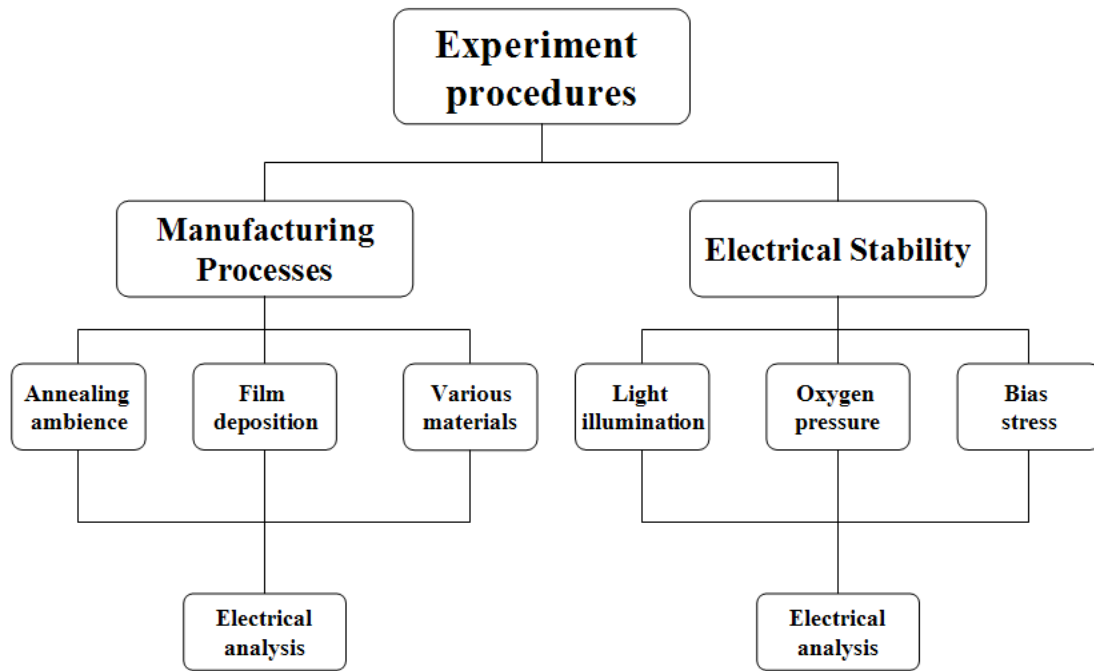 Experiment
procedures
Manufacturing
Processes
Electrical Stability
Annealing
ambience
Film
deposition
Various
materials
Light
illumination
Oxygen
pressure
Bias
stress
Electrical
analysis
Electrical
analysis